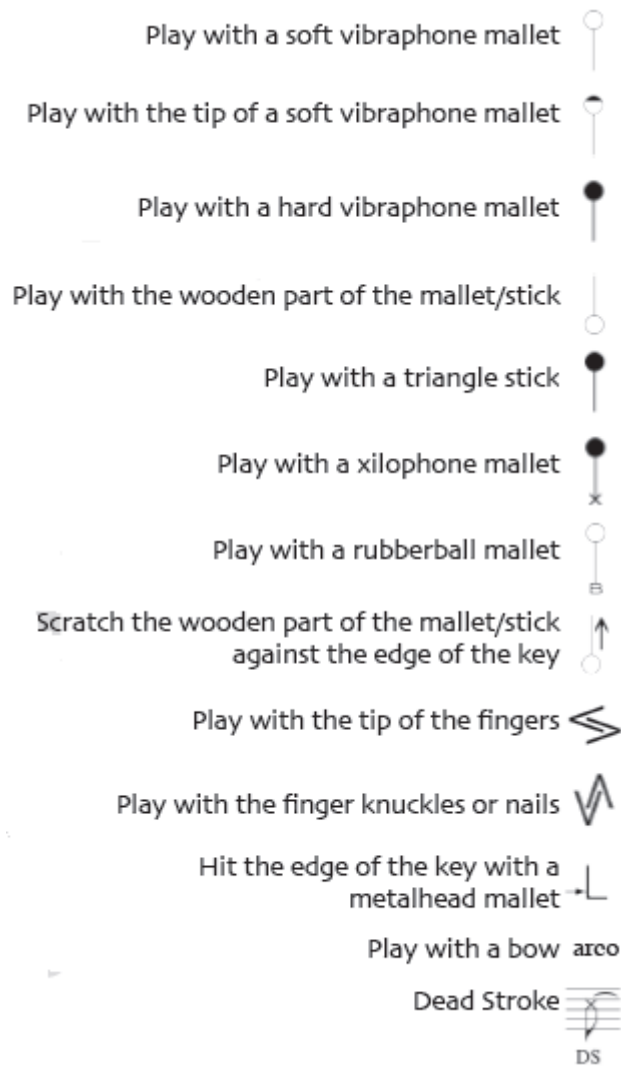 Play with a soft vibraphone mallet
Play with the tip of a soft vibraphone mallet
Play with a hard vibraphone mallet
Play with the wooden part of the mallet/stick
Play with a triangle stick
Play with a xilophone mallet
x
Play with a rubberball mallet
B
Scratch the wooden part of the mallet/stick
against the edge of the key
Play with the tip of the fingers
Play with the finger knuckles or nails
Hit the edge of the key with a
metalhead mallet
Play with a bow arco
Dead Stroke
DS